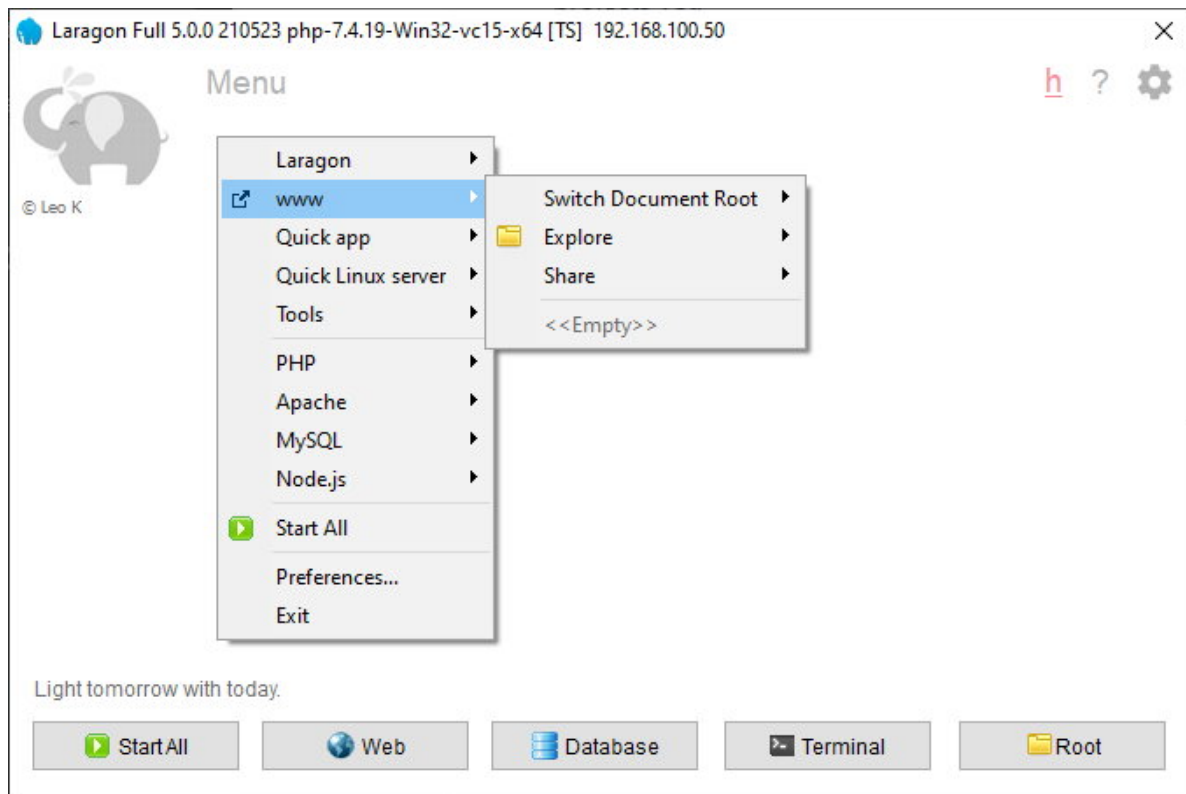 Laragon Full 5.0.0 210523 php-7.4.19-Win32-vc15-x64 [TS] 192.168.100.50
Menu
h ?
© Leo K
Laragon
www
Quick app
Quick Linux server
Tools
PHP
Apache
MySQL
Node.js
Start All
Preferences...
Exit
Switch Document Root
Explore
Share
<<Empty>>
Light tomorrow with today.
Start All
Web
Database
Terminal
Root